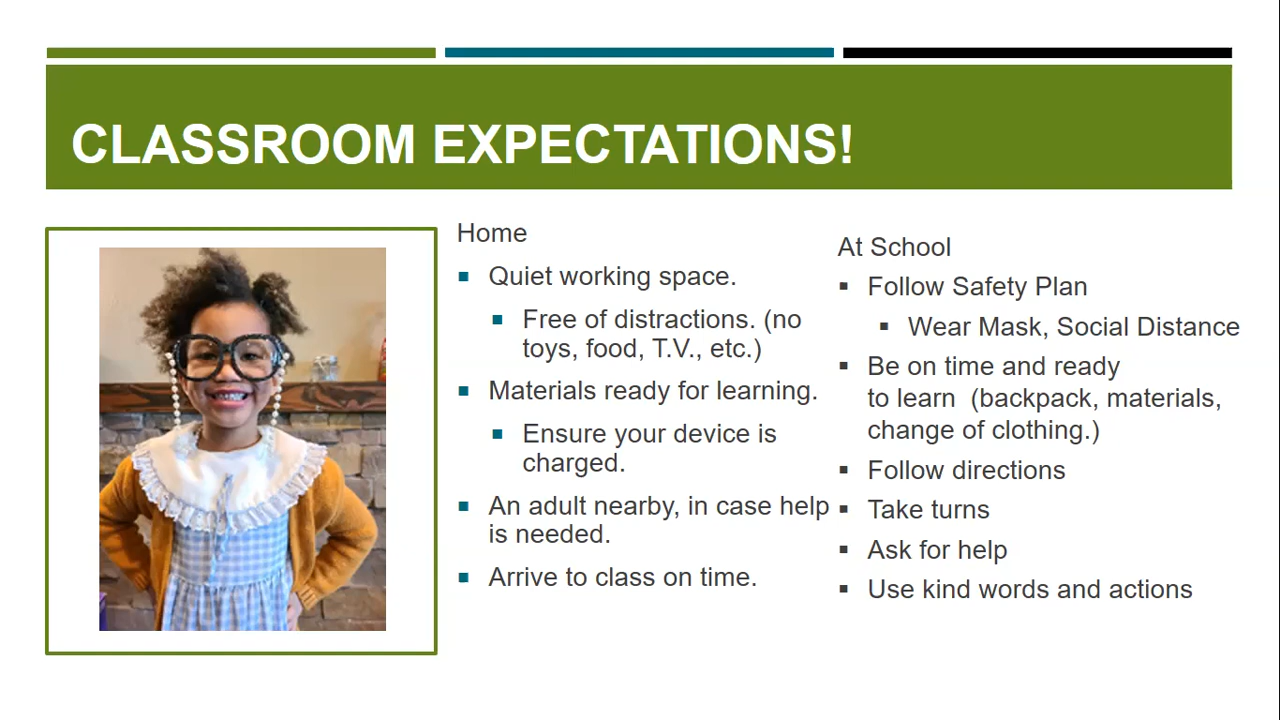 CLASSROOM EXPECTATIONS!
Home
Quiet working space.
Free of distractions. (no
toys, food, T.V., etc.)
Materials ready for learning.
Ensure your device is
charged.
An adult nearby, in case help
is needed.
Arrive to class on time.
At School
Follow Safety Plan
Wear Mask, Social Distance
Be on time and ready
to learn  (backpack, materials,
change of clothing.)
Follow directions
Take turns
Ask for help
Use kind words and actions